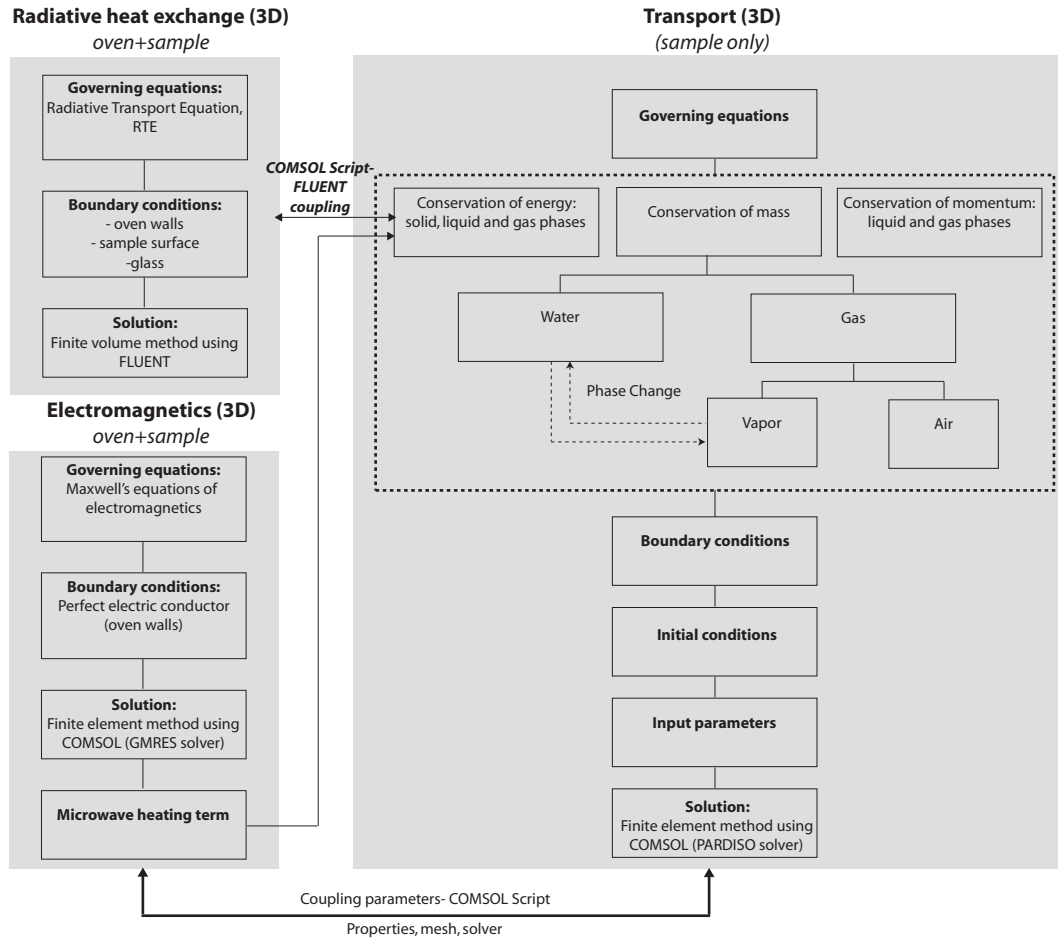 Radiative heat exchange (3D)
oven+sample
Governing equations:
Radiative Transport Equation,
RTE
Boundary conditions:
- oven walls
- sample surface
-glass
Solution:
Finite volume method using
FLUENT
Electromagnetics (3D)
oven+sample
Governing equations:
Maxwell's equations of
electromagnetics
Boundary conditions:
Perfect electric conductor
(oven walls)
Solution:
Finite element method using
COMSOL (GMRES solver)
Microwave heating term
COMSOL Script-
FLUENT
coupling
Transport (3D)
(sample only)
Governing equations
Conservation of energy:
solid, liquid and gas phases
Conservation of mass
Conservation of momentum:
liquid and gas phases
Water
Gas
Phase Change
Vapor
Air
Boundary conditions
Initial conditions
Input parameters
Solution:
Finite element method using
COMSOL (PARDISO solver)
Coupling parameters- COMSOL Script
Properties, mesh, solver